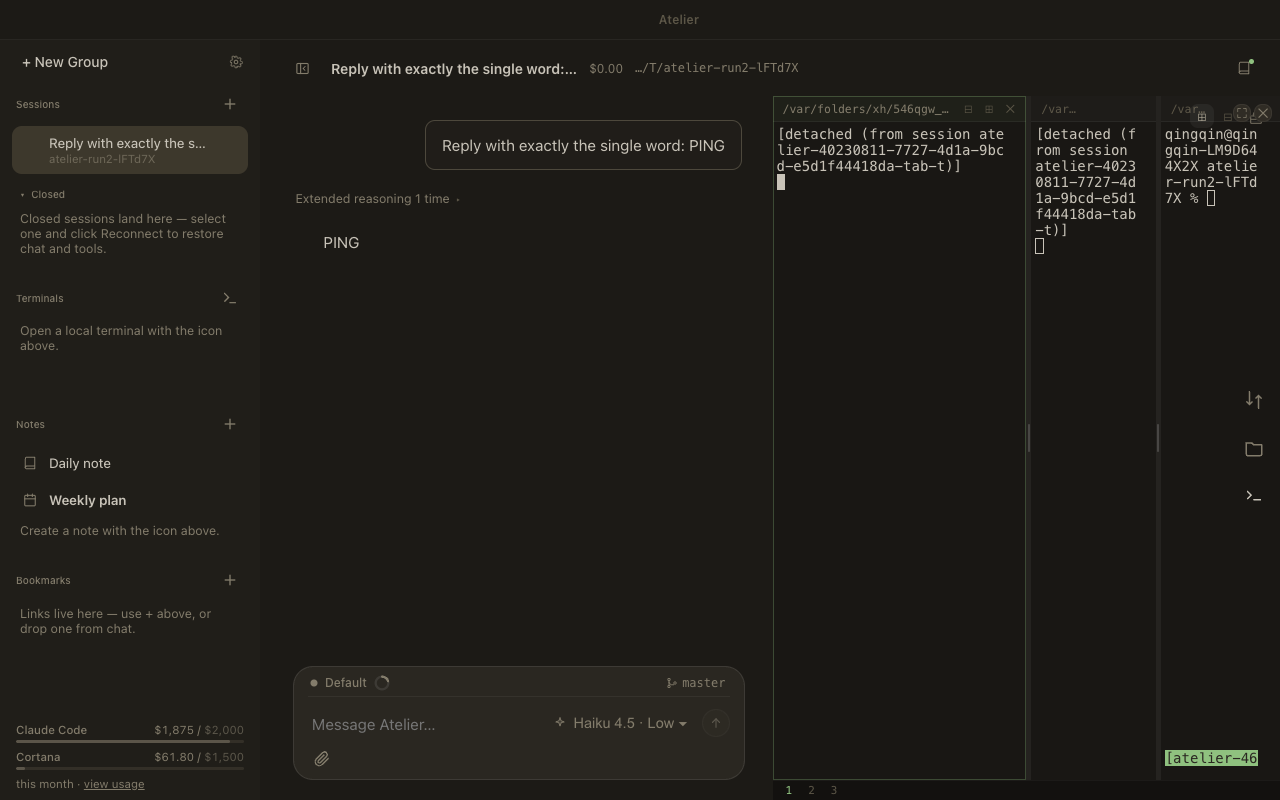 Atelier
+ New Group
Sessions
Reply with exactly the s...
atelier-run2-lFTd7X
Closed
Closed sessions land here — select
one and click Reconnect to restore
chat and tools.
Terminals
Open a local terminal with the icon
above.
Notes
Daily note
Weekly plan
Create a note with the icon above.
Bookmarks
Links live here — use + above, or
drop one from chat.
Claude Code $1,875 / $2,000
Cortana $61.80 / $1,500
this month · view usage
Reply with exactly the single word:... $0.00 …/T/atelier-run2-lFTd7X
Reply with exactly the single word: PING
Extended reasoning 1 time
PING
Default master
Message Atelier... Haiku 4.5 · Low
/var/folders/xh/546qgw_…
[detached (from session ate
lier-40230811-7727-4d1a-9bc
d-e5d1f44418da-tab-t)]
/var…
[detached (f
rom session
atelier-4023
0811-7727-4d
1a-9bcd-e5d1
f44418da-tab
-t)]
/var
qingqin@qin
gqin-LM9D64
4X2X atelie
r-run2-lFTd
7X %
[atelier-46
1 2 3